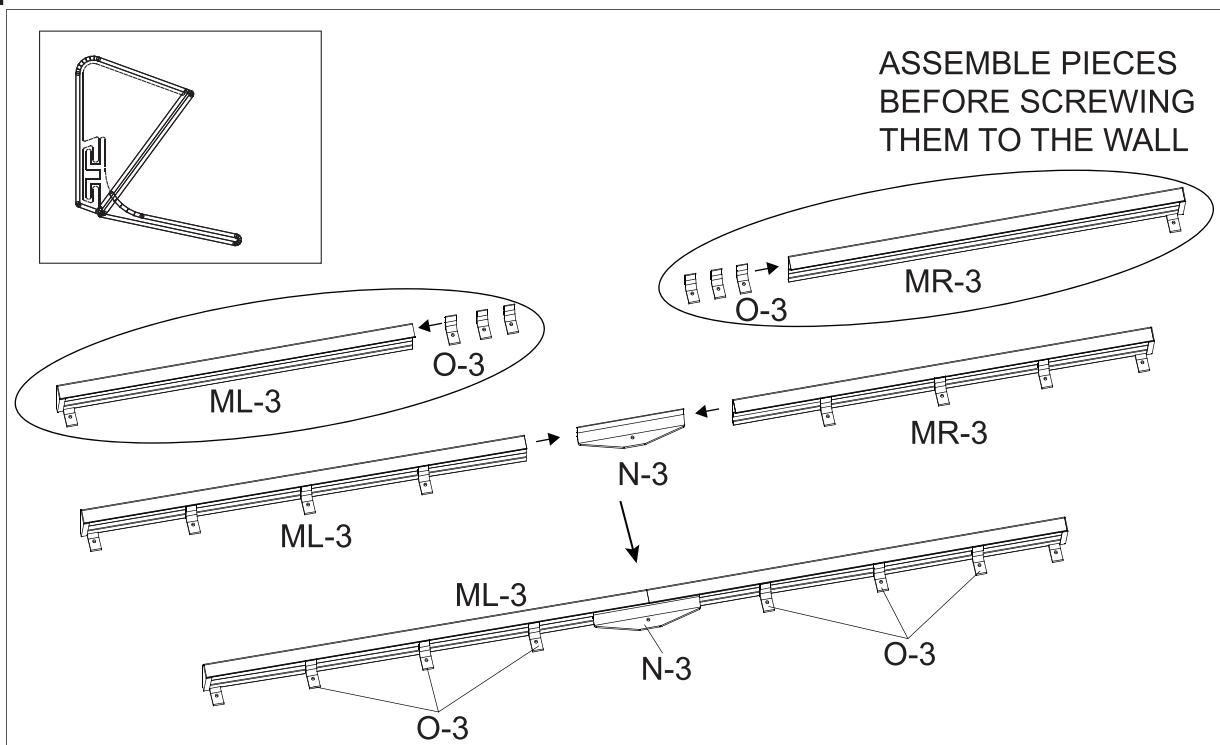 ASSEMBLE PIECES
BEFORE SCREWING
THEM TO THE WALL
MR-3
O-3
O-3
ML-3
MR-3
N-3
ML-3
ML-3
N-3
O-3
O-3